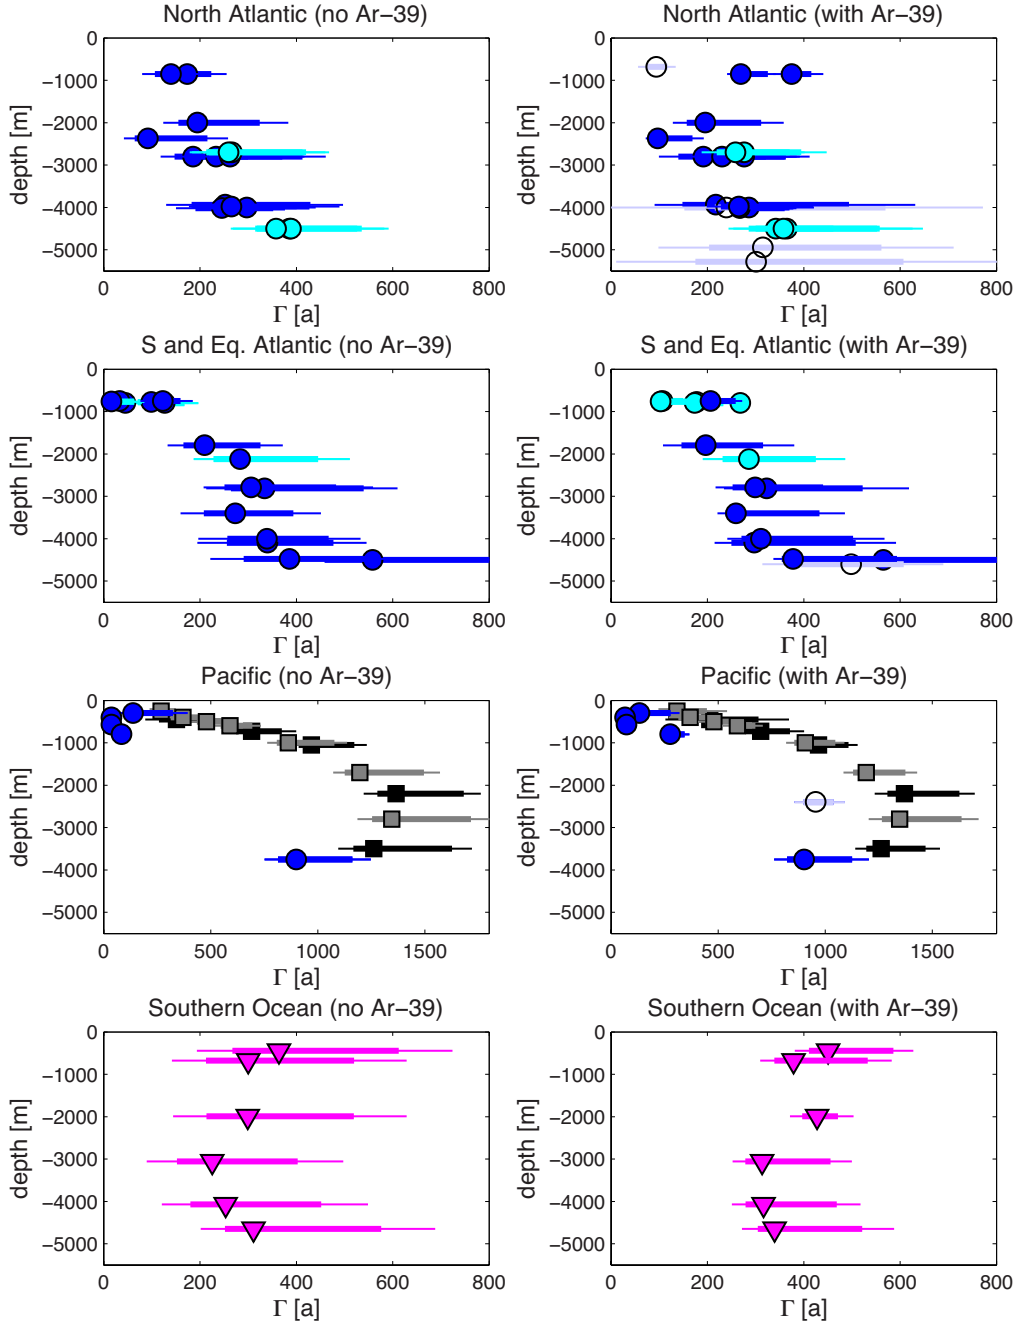 North Atlantic (no Ar−39)
0
−1000
−2000
−3000
−4000
−5000
depth [m]
0 200 400 600 800
Γ [a]
North Atlantic (with Ar−39)
0
−1000
−2000
−3000
−4000
−5000
depth [m]
0 200 400 600 800
Γ [a]
S and Eq. Atlantic (no Ar−39)
0
−1000
−2000
−3000
−4000
−5000
depth [m]
0 200 400 600 800
Γ [a]
S and Eq. Atlantic (with Ar−39)
0
−1000
−2000
−3000
−4000
−5000
depth [m]
0 200 400 600 800
Γ [a]
Pacific (no Ar−39)
0
−1000
−2000
−3000
−4000
−5000
depth [m]
0 500 1000 1500
Γ [a]
Pacific (with Ar−39)
0
−1000
−2000
−3000
−4000
−5000
depth [m]
0 500 1000 1500
Γ [a]
Southern Ocean (no Ar−39)
0
−1000
−2000
−3000
−4000
−5000
depth [m]
0 200 400 600 800
Γ [a]
Southern Ocean (with Ar−39)
0
−1000
−2000
−3000
−4000
−5000
depth [m]
0 200 400 600 800
Γ [a]